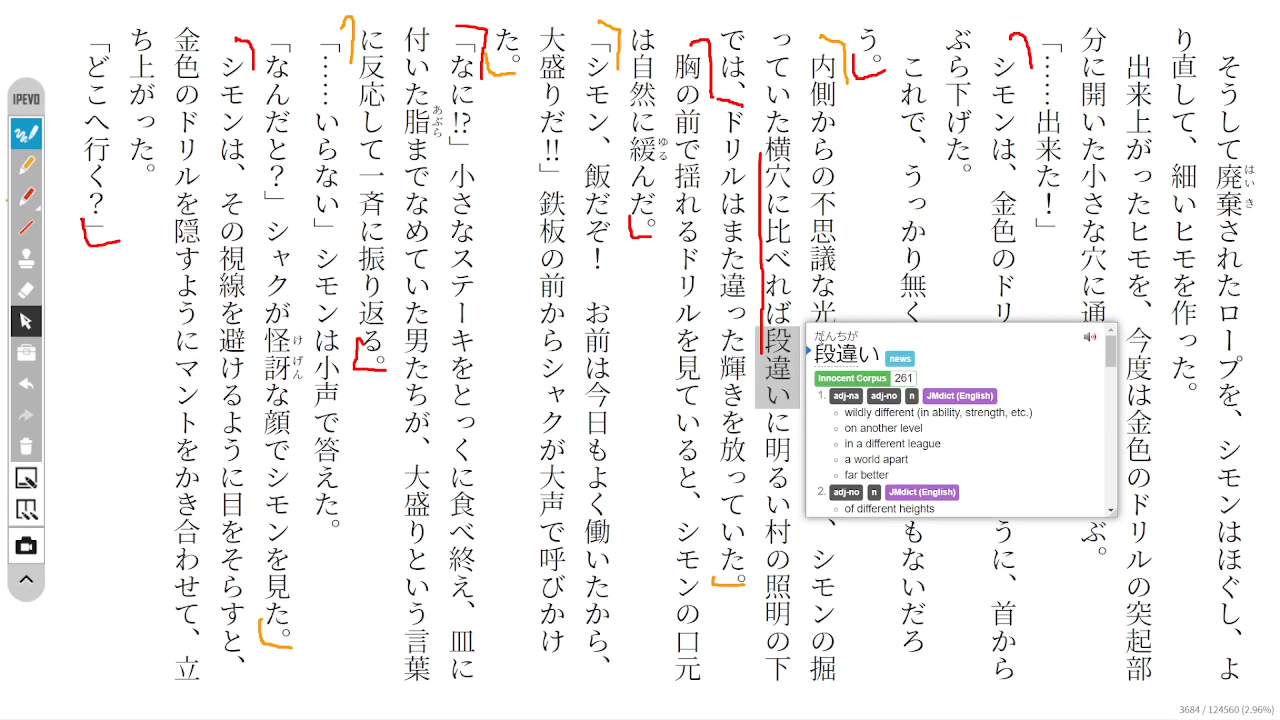 そうして廃棄されたロープを、シモンはほぐし、よ
はいき
り直して、細いヒモを作った。
出来上がったヒモを、今度は金色のドリルの突起部
分に開いた小さな穴に通
ぶ。
「……出来た！」
シモンは、金色のドリ
うに、首から
ぶら下げた。
これで、うっかり無く
もないだろ
う。
内側からの不思議な光
、シモンの掘
っていた横穴に比べれば段違いに明るい村の照明の下
では、ドリルはまた違った輝きを放っていた。
胸の前で揺れるドリルを見ていると、シモンの口元
は自然に緩んだ。
ゆる
「シモン、飯だぞ！　お前は今日もよく働いたから、
大盛りだ!!」鉄板の前からシャクが大声で呼びかけ
た。
「なに!?」小さなステーキをとっくに食べ終え、皿に
付いた脂までなめていた男たちが、大盛りという言葉
あぶら
に反応して一斉に振り返る。
「……いらない」シモンは小声で答えた。
「なんだと？」シャクが怪訝な顔でシモンを見た。
けげん
シモンは、その視線を避けるように目をそらすと、
金色のドリルを隠すようにマントをかき合わせて、立
ち上がった。
「どこへ行く？」
だんちが
段違い
news
Innocent Corpus 261
1. adj-na adj-no n JMdict (English)
wildly different (in ability, strength, etc.)
on another level
in a different league
a world apart
far better
2. adj-no n JMdict (English)
of different heights
IPEVO
3684 / 124560 (2.96%)